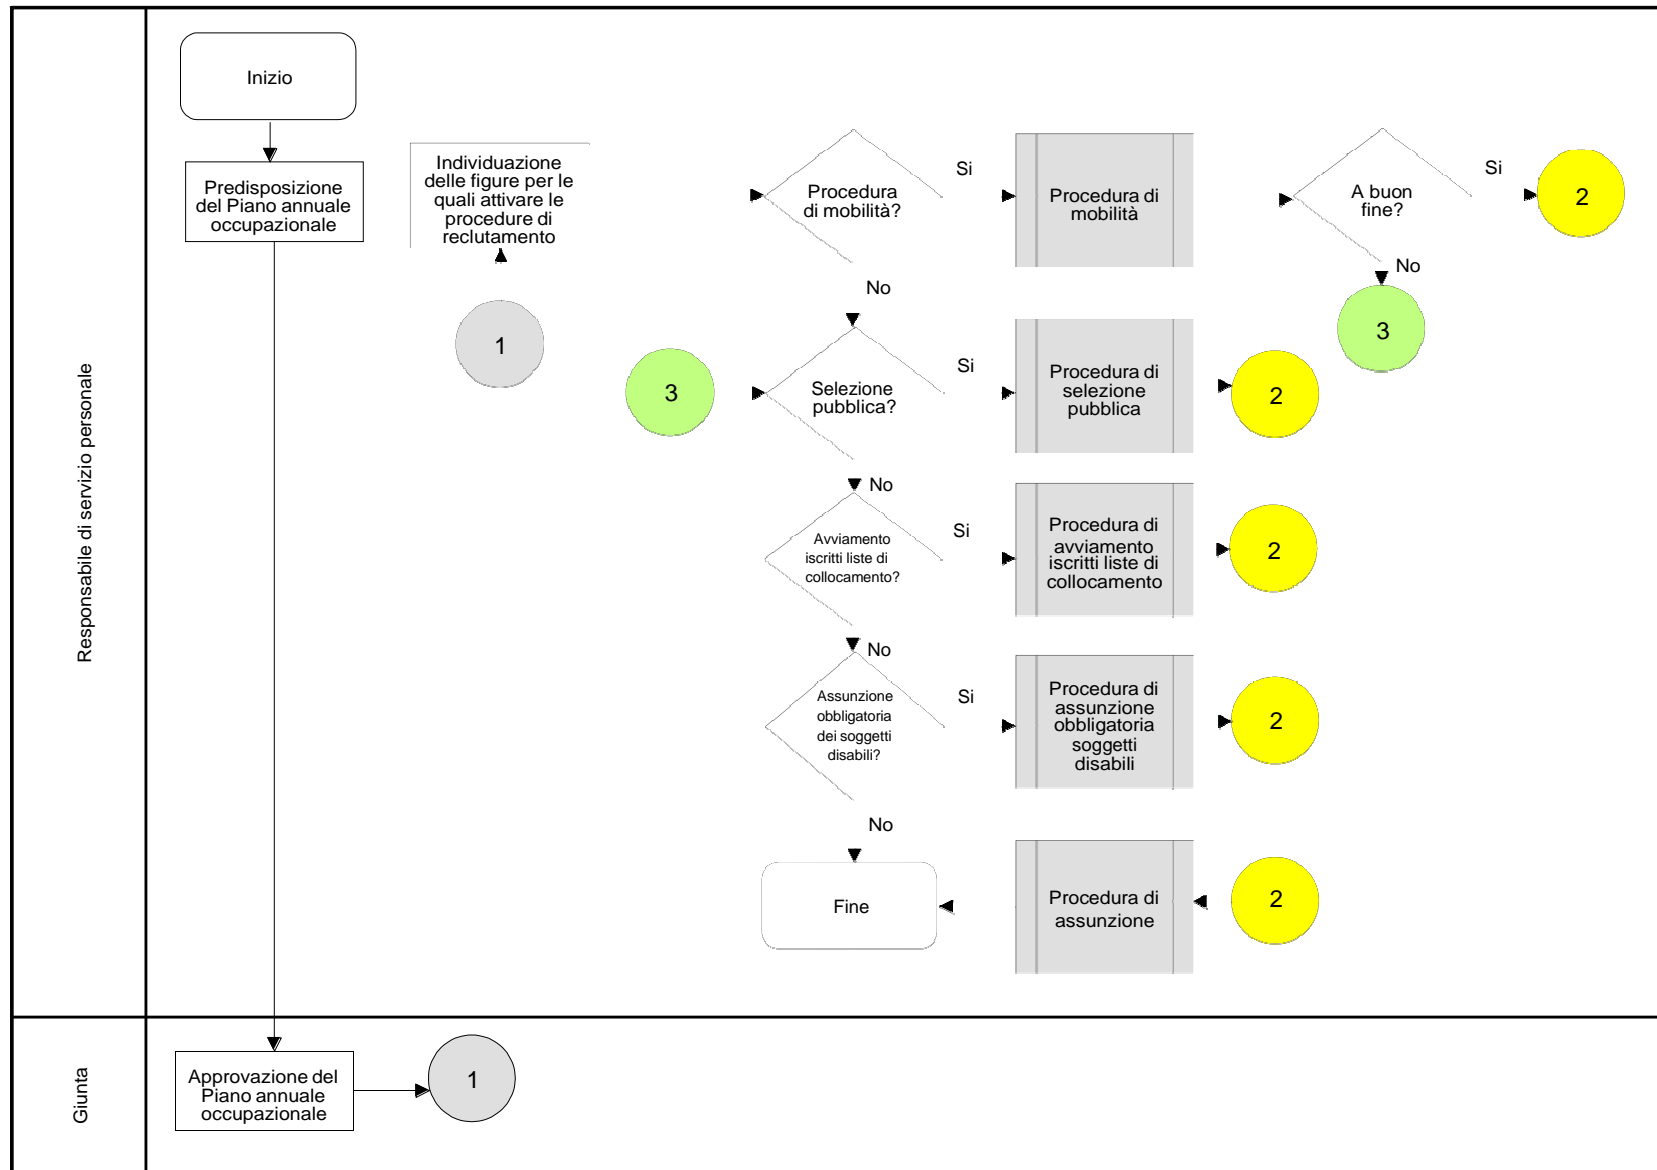 Responsabile di servizio personale
Inizio
Predisposizione
del Piano annuale
occupazionale
Individuazione
delle figure per le
quali attivare le
procedure di
reclutamento
1
Procedura
di mobilità?
Si
No
Procedura di
mobilità
A buon
fine?
Si
2
No
3
3
Selezione
pubblica?
Si
No
Procedura di
selezione
pubblica
2
Avviamento
iscritti liste di
collocamento?
Si
No
Procedura di
avviamento
iscritti liste di
collocamento
2
Assunzione
obbligatoria
dei soggetti
disabili?
Si
No
Procedura di
assunzione
obbligatoria
soggetti
disabili
2
Fine
Procedura di
assunzione
2
Giunta
Approvazione del
Piano annuale
occupazionale
1